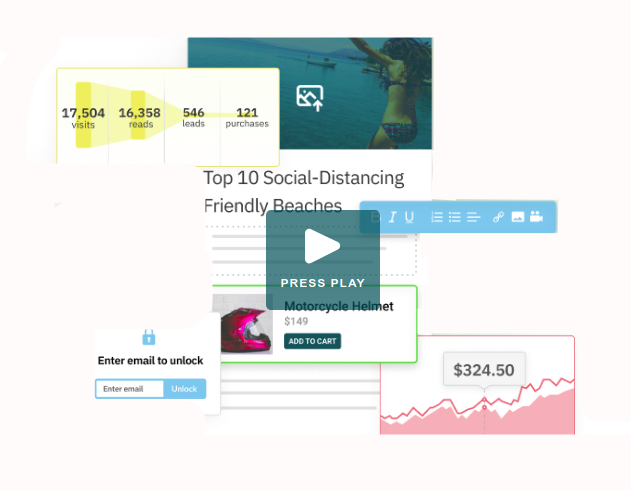 17,504
visits
16,358
reads
546
leads
121
purchases
Top 10 Social-Distancing
Friendly Beaches
B I U
PRESS PLAY
Motorcycle Helmet
$149
ADD TO CART
Enter email to unlock
Enter email
Unlock
$324.50